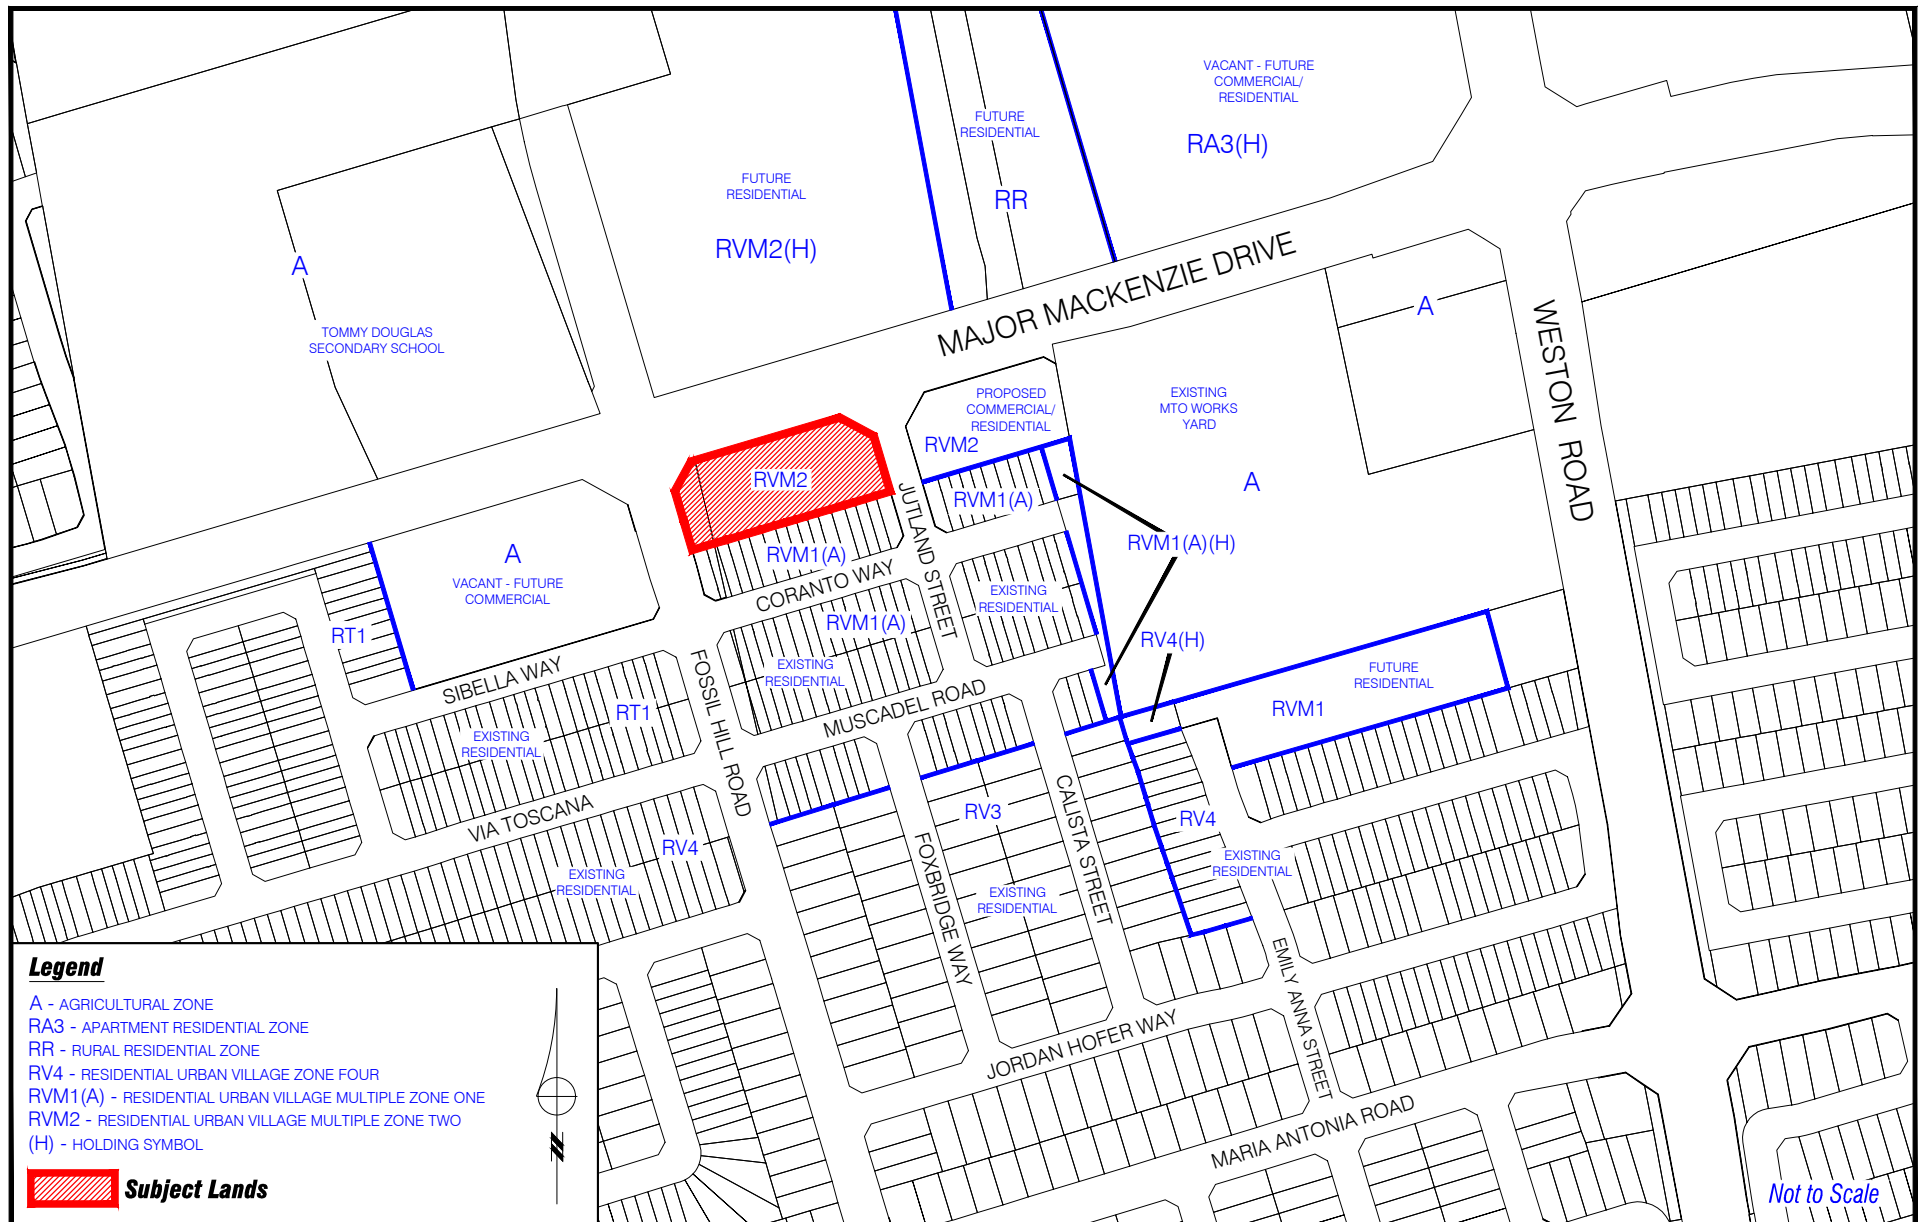 VACANT - FUTURE
COMMERCIAL/
RESIDENTIAL
RA3(H)
FUTURE
RESIDENTIAL
RR
FUTURE
RESIDENTIAL
RVM2(H)
A
TOMMY DOUGLAS
SECONDARY SCHOOL
MAJOR MACKENZIE DRIVE
A
WESTON ROAD
PROPOSED
COMMERCIAL/
RESIDENTIAL
RVM2
EXISTING
MTO WORKS
YARD
A
RVM2
JUTLAND STREET
RVM1(A)
RVM1(A)(H)
RVM1(A)
CORANTO WAY
A
VACANT - FUTURE
COMMERCIAL
EXISTING
RESIDENTIAL
RVM1(A)
RT1
RV4(H)
SIBELLA WAY
FOSSIL HILL ROAD
EXISTING
RESIDENTIAL
FUTURE
RESIDENTIAL
RVM1
MUSCADEL ROAD
RT1
EXISTING
RESIDENTIAL
VIA TOSCANA
RV3
CALISTA STREET
RV4
RV4
EXISTING
RESIDENTIAL
EXISTING
RESIDENTIAL
FOXBRIDGE WAY
EXISTING
RESIDENTIAL
EMILY ANNA STREET
JORDAN HOFER WAY
MARIA ANTONIA ROAD
Legend
A - AGRICULTURAL ZONE
RA3 - APARTMENT RESIDENTIAL ZONE
RR - RURAL RESIDENTIAL ZONE
RV4 - RESIDENTIAL URBAN VILLAGE ZONE FOUR
RVM1(A) - RESIDENTIAL URBAN VILLAGE MULTIPLE ZONE ONE
RVM2 - RESIDENTIAL URBAN VILLAGE MULTIPLE ZONE TWO
(H) - HOLDING SYMBOL
Subject Lands
N
Not to Scale